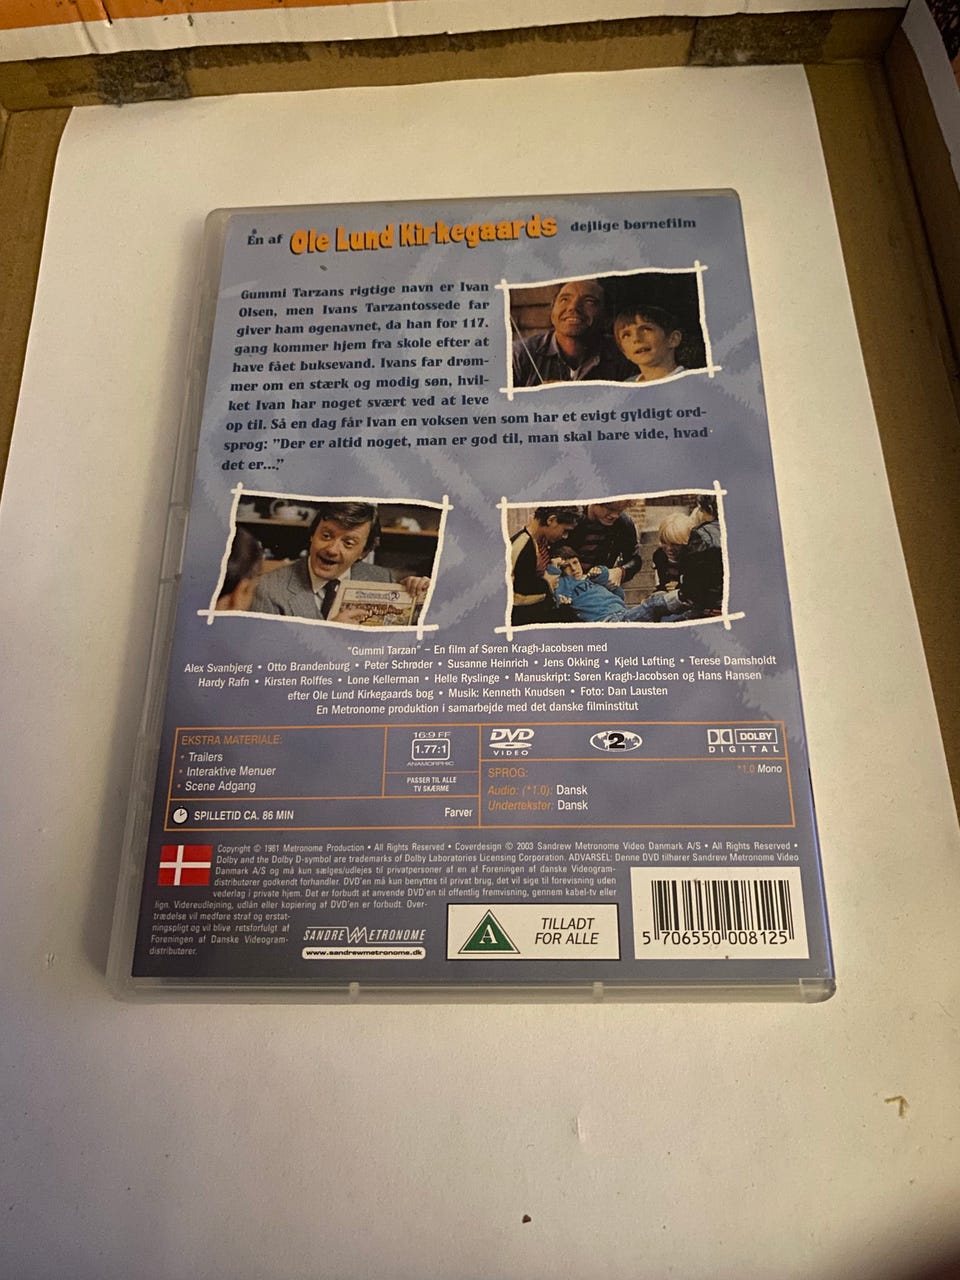 Én af Ole Lund Kirkegaards dejlige børnefilm
Gummi Tarzans rigtige navn er Ivan
Olsen, men Ivans Tarzantossede far
giver ham øgenavnet, da han for 117.
gang kommer hjem fra skole efter at
have fået buksevand. Ivans far drøm-
mer om en stærk og modig søn, hvil-
ket Ivan har noget svært ved at leve
op til. Så en dag får Ivan en voksen ven som har et evigt gyldigt ord-
sprog: ”Der er altid noget, man er god til, man skal bare vide, hvad
det er...”
"Gummi Tarzan" – En film af Søren Kragh-Jacobsen med
Alex Svanbjerg • Otto Brandenburg • Peter Schrøder • Susanne Heinrich • Jens Okking • Kjeld Løfting • Terese Damsholdt
Hardy Rafn • Kirsten Rolffes • Lone Kellerman • Helle Ryslinge • Manuskript: Søren Kragh-Jacobsen og Hans Hansen
efter Ole Lund Kirkegaards bog • Musik: Kenneth Knudsen • Foto: Dan Lausten
En Metronome produktion i samarbejde med det danske filminstitut
EKSTRA MATERIALE:
• Trailers
• Interaktive Menuer
• Scene Adgang
SPILLETID CA. 86 MIN
Farver
16:9 FF
1.77:1
ANAMORPHIC
PASSER TIL ALLE
TV SKÆRME
DVD
VIDEO
2
DOLBY
DIGITAL
SPROG:
*1.0 Mono
Audio: (*1.0): Dansk
Undertekster: Dansk
Copyright © 1981 Metronome Production • All Rights Reserved • Coverdesign © 2003 Sandrew Metronome Video Danmark A/S • All Rights Reserved •
Dolby and the Dolby D-symbol are trademarks of Dolby Laboratories Licensing Corporation. ADVARSEL: Denne DVD tilhører Sandrew Metronome Video
Danmark A/S og må kun sælges/udlejes til privatpersoner af en af Foreningen af danske Videogram-
distributører godkendt forhandler. DVD'en må kun benyttes til privat brug, det vil sige til forevisning uden
vederlag i private hjem. Det er forbudt at anvende DVD'en til offentlig fremvisning, gennem kabel-tv eller
lign. Videreudlejning, udlån eller kopiering af DVD'en er forbudt. Over-
trædelse vil medføre straf og erstat-
ningspligt og vil blive retsforfulgt af
Foreningen af Danske Videogram-
distributører.
SANDREW METRONOME
www.sandrewmetronome.dk
A
TILLADT
FOR ALLE
5 706550 008125